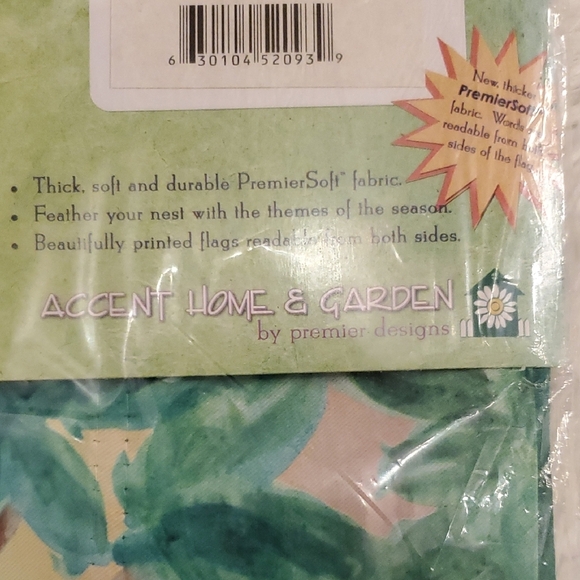 6 30104 52093 9
New, thicker
PremierSoft
fabric. Words
readable from both
sides of the flag.
• Thick, soft and durable PremierSoft™ fabric.
• Feather your nest with the themes of the season.
• Beautifully printed flags readable from both sides.
ACCENT HOME & GARDEN
by premier designs